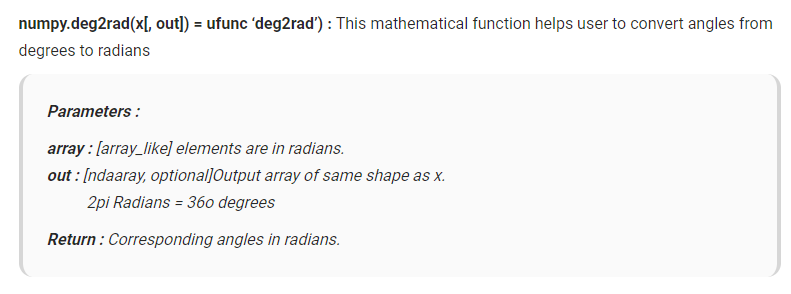 numpy.deg2rad(x[, out]) = ufunc ‘deg2rad’) : This mathematical function helps user to convert angles from
degrees to radians
Parameters :
array : [array_like] elements are in radians.
out : [ndaaray, optional]Output array of same shape as x.
2pi Radians = 36o degrees
Return : Corresponding angles in radians.